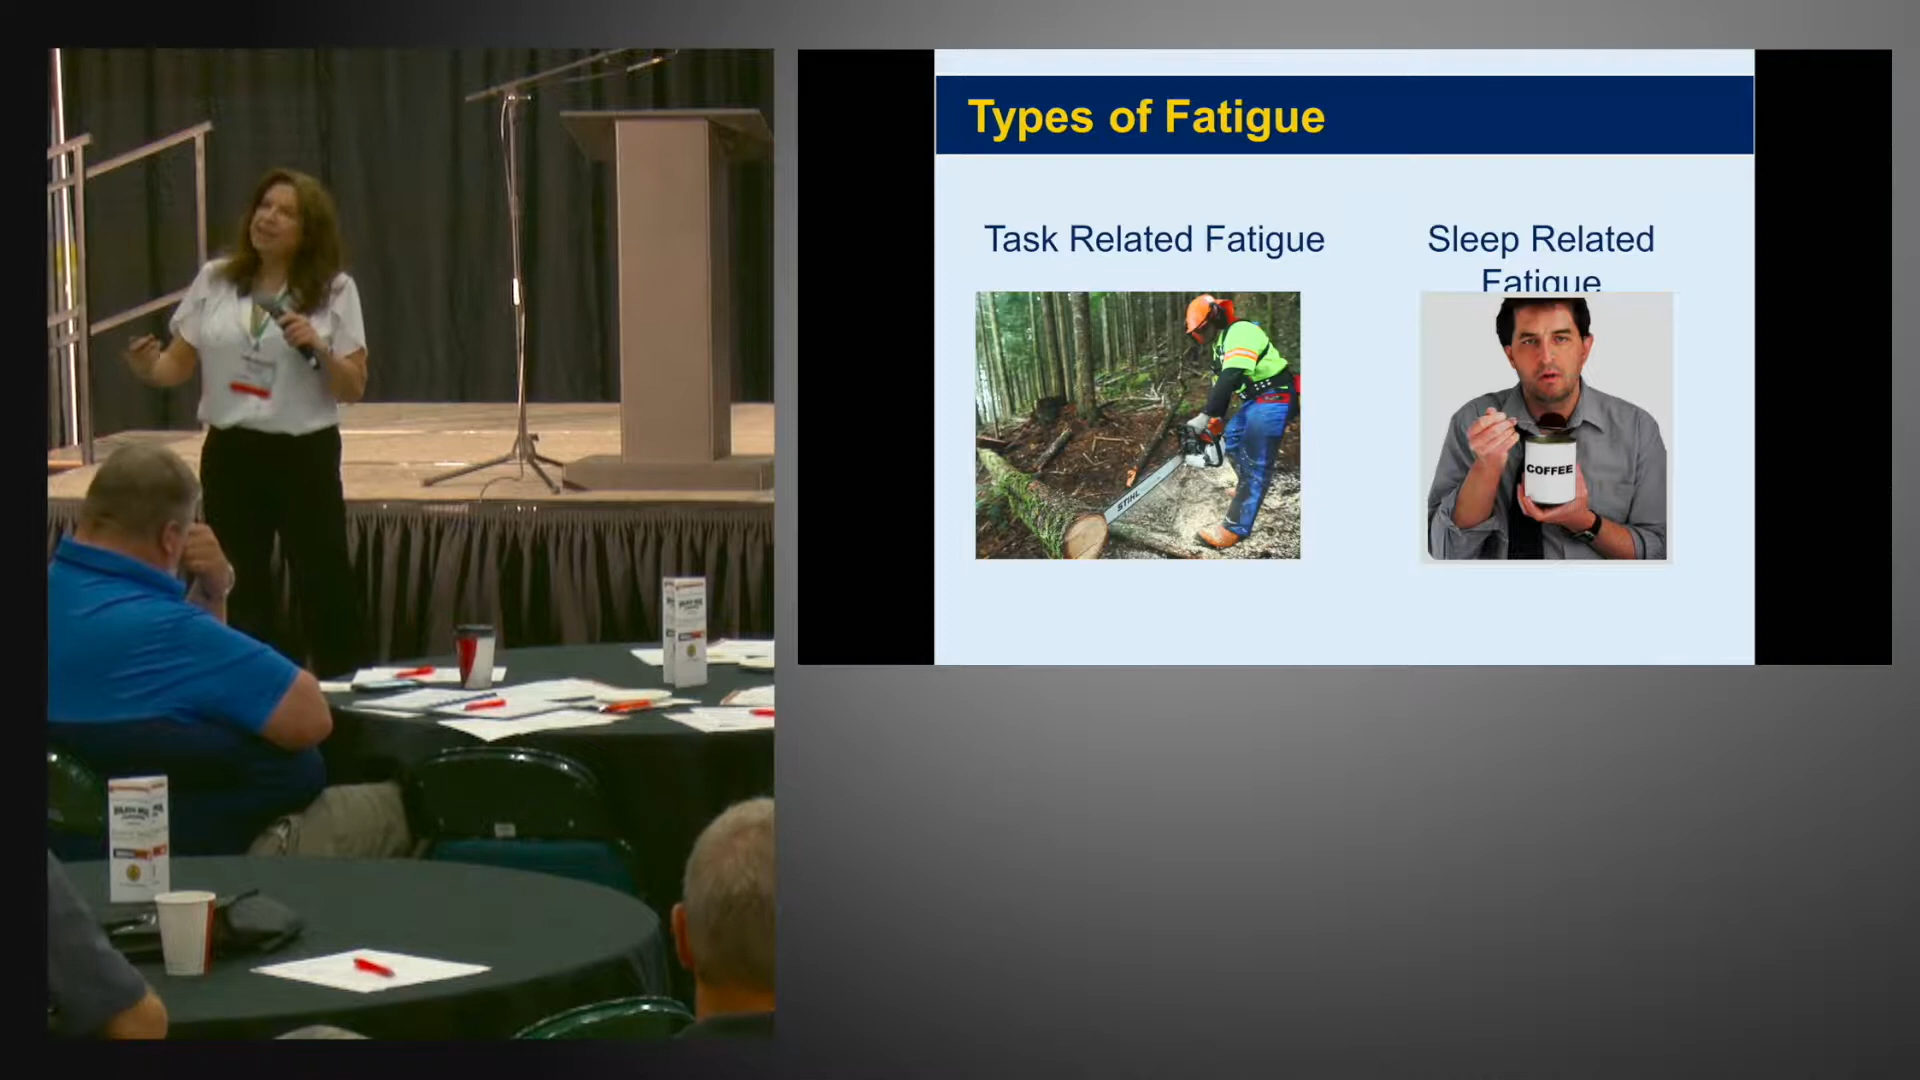 Types of Fatigue
Task Related Fatigue
Sleep Related
Fatigue
STIHL
COFFEE